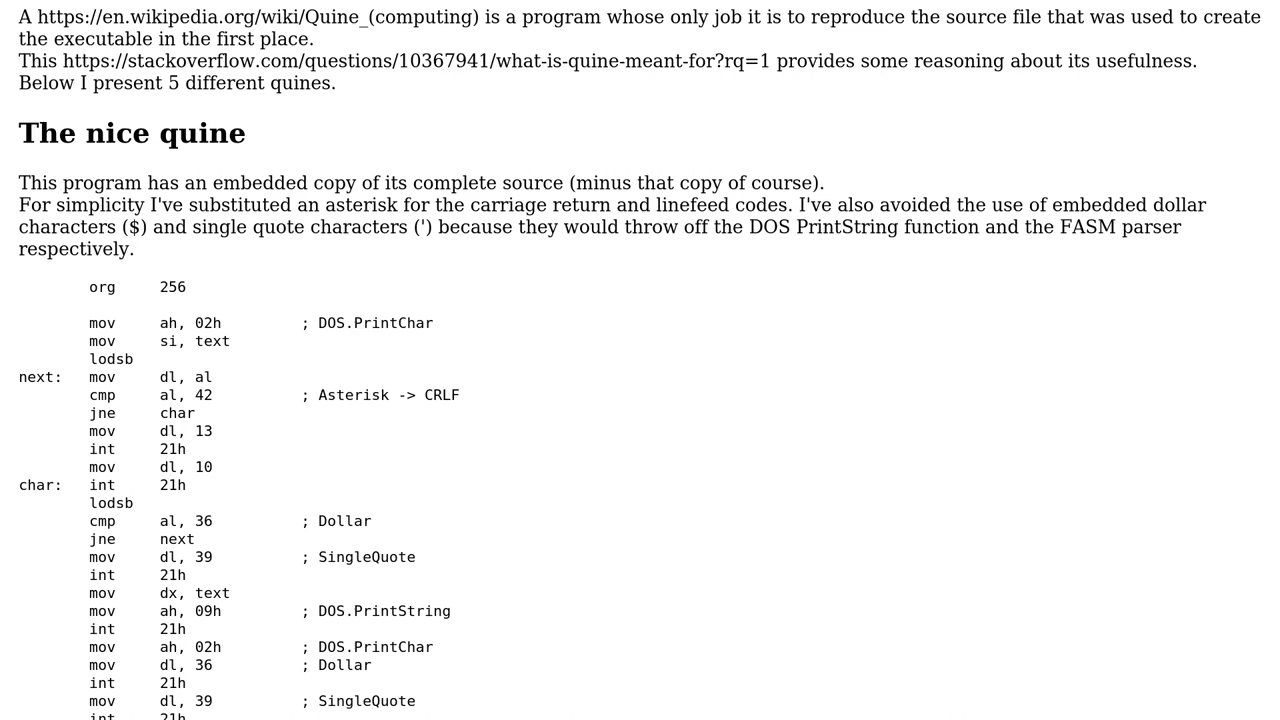 A https://en.wikipedia.org/wiki/Quine_(computing) is a program whose only job it is to reproduce the source file that was used to create
the executable in the first place.
This https://stackoverflow.com/questions/10367941/what-is-quine-meant-for?rq=1 provides some reasoning about its usefulness.
Below I present 5 different quines.
The nice quine
This program has an embedded copy of its complete source (minus that copy of course).
For simplicity I've substituted an asterisk for the carriage return and linefeed codes. I've also avoided the use of embedded dollar
characters ($) and single quote characters (') because they would throw off the DOS PrintString function and the FASM parser
respectively.
        org     256
        mov     ah, 02h         ; DOS.PrintChar
        mov     si, text
        lodsb
next:   mov     dl, al
        cmp     al, 42          ; Asterisk -> CRLF
        jne     char
        mov     dl, 13
        int     21h
        mov     dl, 10
char:   int     21h
        lodsb
        cmp     al, 36          ; Dollar
        jne     next
        mov     dl, 39          ; SingleQuote
        int     21h
        mov     dx, text
        mov     ah, 09h         ; DOS.PrintString
        int     21h
        mov     ah, 02h         ; DOS.PrintChar
        mov     dl, 36          ; Dollar
        int     21h
        mov     dl, 39          ; SingleQuote
        int     21h